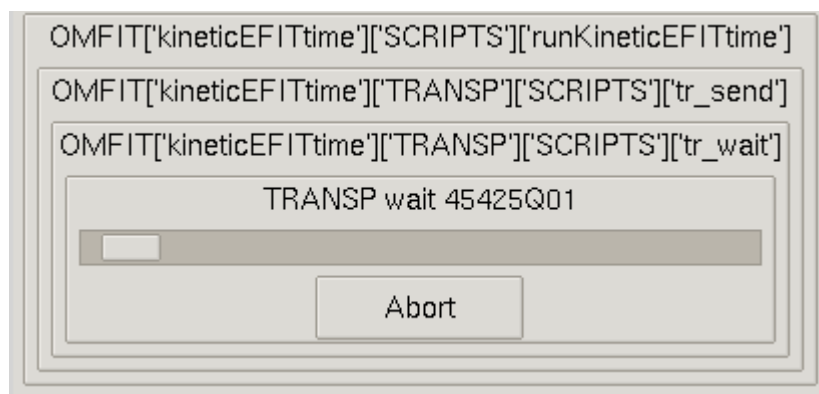 OMFIT['kineticEFITtime']['SCRIPTS']['runKineticEFITtime']
OMFIT['kineticEFITtime']['TRANSP']['SCRIPTS']['tr_send']
OMFIT['kineticEFITtime']['TRANSP']['SCRIPTS']['tr_wait']
TRANSP wait 45425Q01
Abort